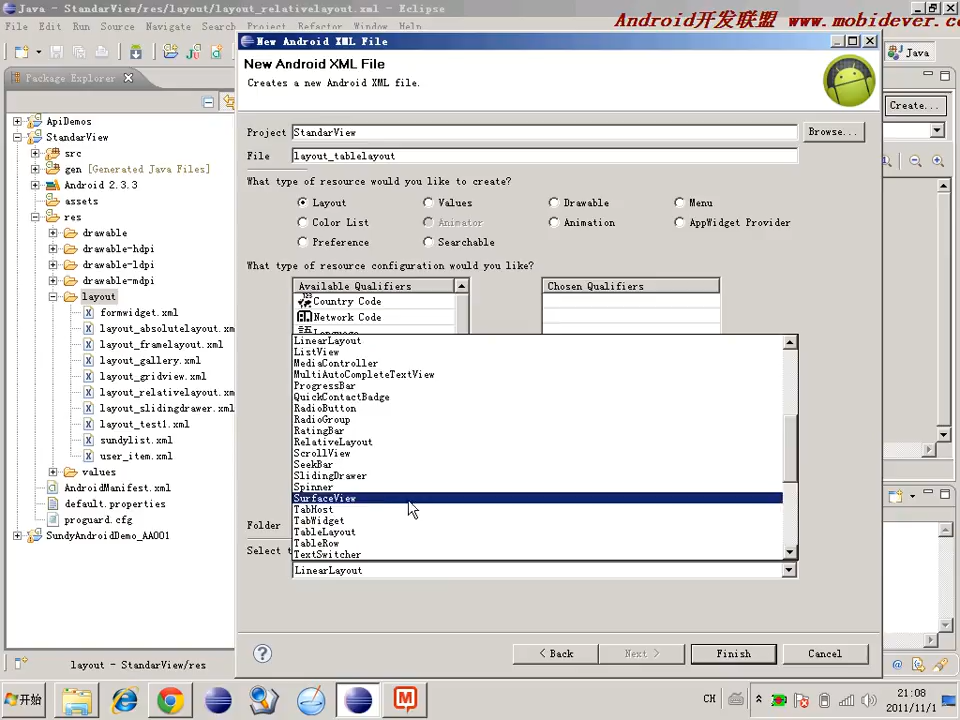 Java - StandarView/res/layout/layout_relativelayout.xml - Eclipse
File Edit Run Source Navigate Search Project Refactor Window Help
Android开发联盟 www.mobidever.co
New Android XML File
New Android XML File
Creates a new Android XML file.
Java
Package Explorer
Create...
ApiDemos
StandarView
src
gen [Generated Java Files]
Android 2.3.3
assets
res
drawable
drawable-hdpi
drawable-ldpi
drawable-mdpi
layout
formwidget.xml
layout_absolutelayout.xm
layout_framelayout.xml
layout_gallery.xml
layout_gridview.xml
layout_relativelayout.xm
layout_slidingdrawer.xml
layout_test1.xml
sundylist.xml
user_item.xml
values
AndroidManifest.xml
default.properties
proguard.cfg
SundyAndroidDemo_AA001
Project StandarView Browse...
File layout_tablelayout
What type of resource would you like to create?
Layout Values Drawable Menu
Color List Animator Animation AppWidget Provider
Preference Searchable
What type of resource configuration would you like?
Available Qualifiers Chosen Qualifiers
Country Code
Network Code
Language
LinearLayout
ListView
MediaController
MultiAutoCompleteTextView
ProgressBar
QuickContactBadge
RadioButton
RadioGroup
RatingBar
RelativeLayout
ScrollView
SeekBar
SlidingDrawer
Spinner
SurfaceView
TabHost
TabWidget
TableLayout
TableRow
TextSwitcher
Folder
Select t
LinearLayout
< Back Next > Finish Cancel
layout - StandarView/res
开始
CH
21:08
2011/11/1